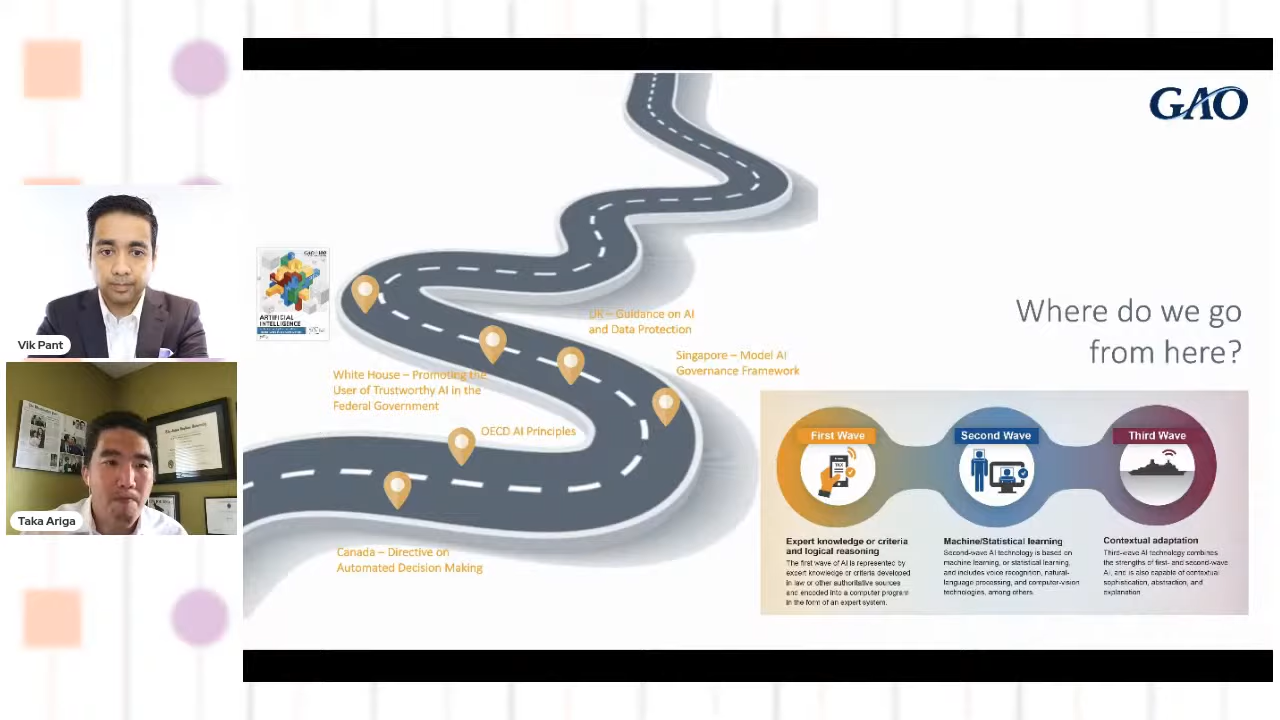 GAO
Where do we go
from here?
ARTIFICIAL
INTELLIGENCE
UK – Guidance on AI
and Data Protection
Singapore – Model AI
Governance Framework
White House – Promoting the
User of Trustworthy AI in the
Federal Government
OECD AI Principles
Canada – Directive on
Automated Decision Making
First Wave
Second Wave
Third Wave
Expert knowledge or criteria
and logical reasoning
The first wave of AI is represented by
expert knowledge or criteria developed
in law or other authoritative sources
and encoded into a computer program
in the form of an expert system.
Machine/Statistical learning
Second-wave AI technology is based on
machine learning, or statistical learning,
and includes voice recognition, natural-
language processing, and computer-vision
technologies, among others.
Contextual adaptation
Third-wave AI technology combines
the strengths of first- and second-wave
AI, and is also capable of contextual
sophistication, abstraction, and
explanation
Vik Pant
Taka Ariga